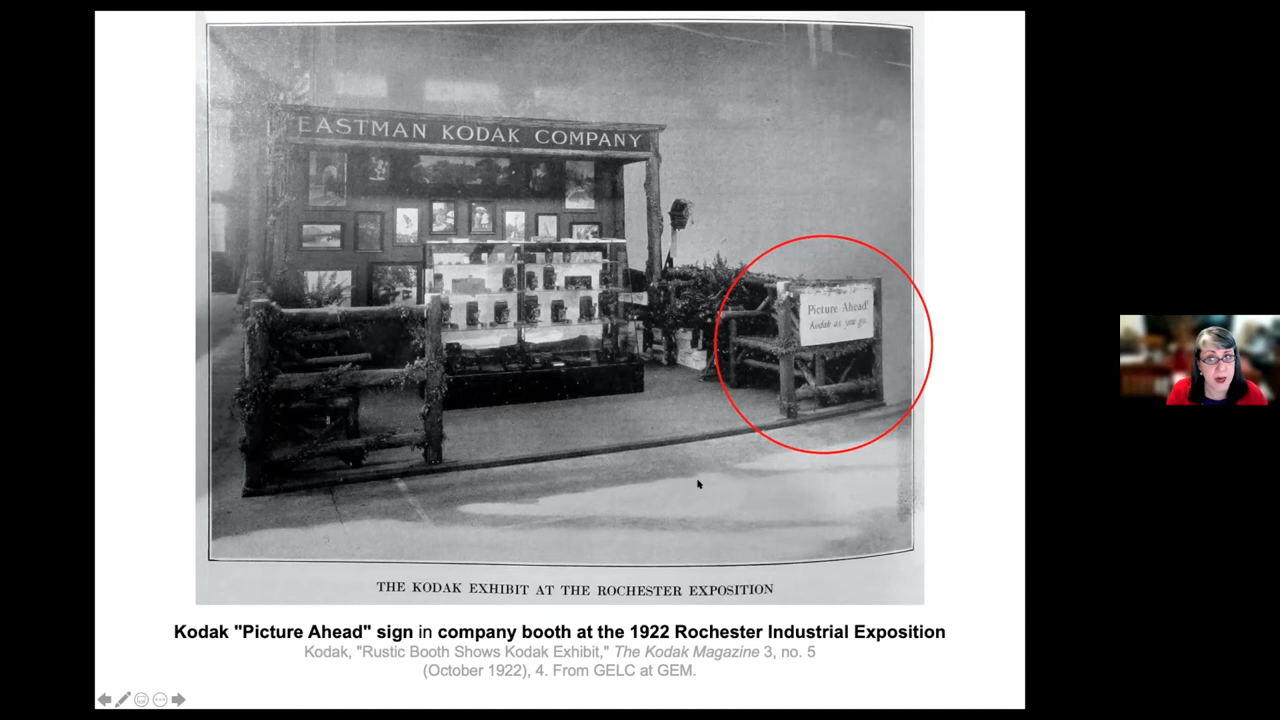 EASTMAN KODAK COMPANY
Picture Ahead!
Kodak as you go
THE KODAK EXHIBIT AT THE ROCHESTER EXPOSITION
Kodak "Picture Ahead" sign in company booth at the 1922 Rochester Industrial Exposition
Kodak, "Rustic Booth Shows Kodak Exhibit," The Kodak Magazine 3, no. 5
(October 1922), 4. From GELC at GEM.